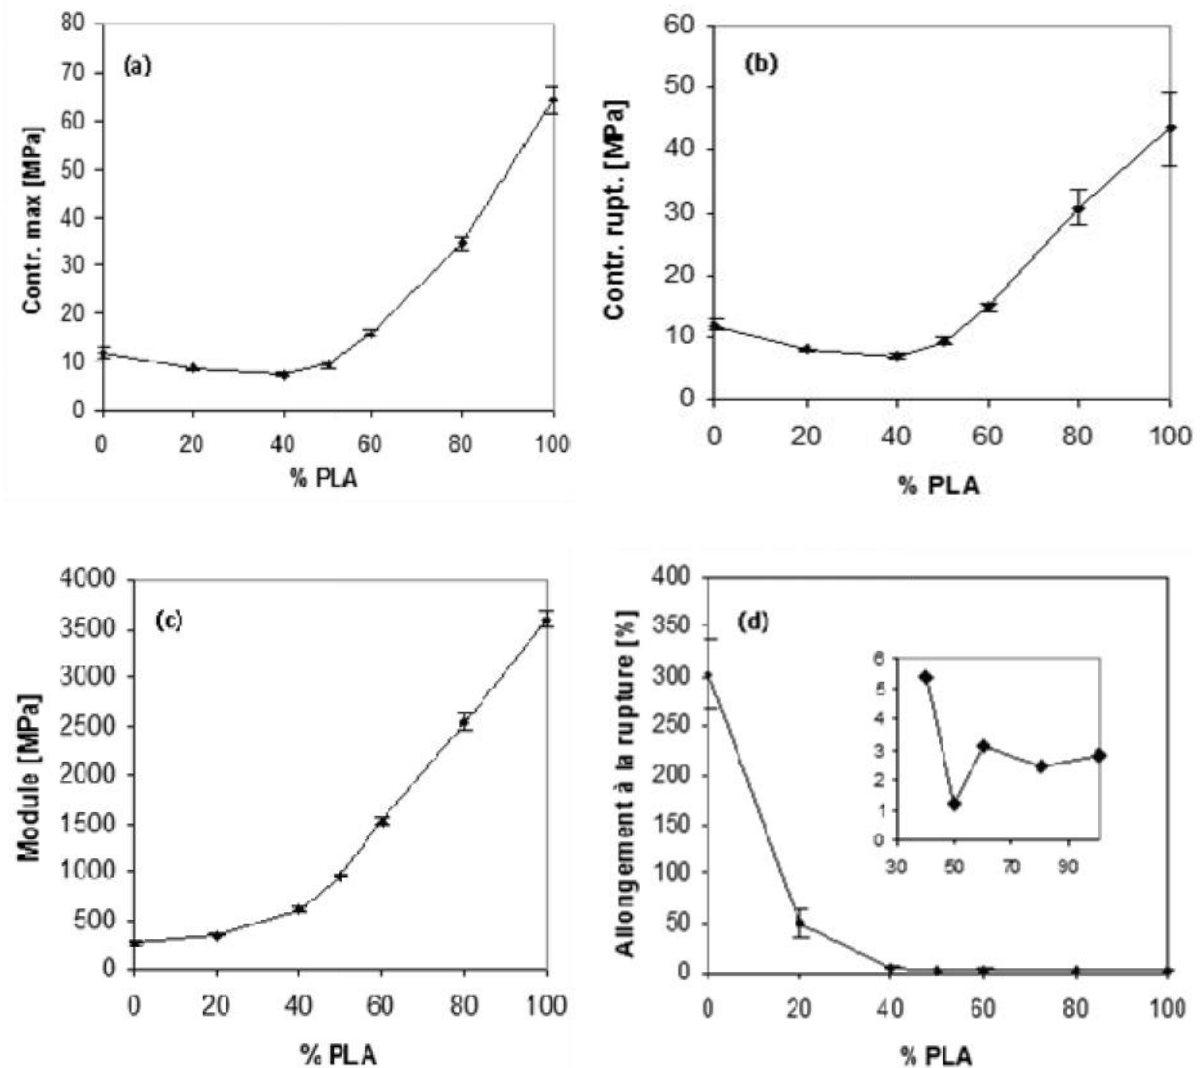 (a)
Contr. max [MPa]
80
70
60
50
40
30
20
10
0
0 20 40 60 80 100
% PLA
(b)
Contr. rupt. [MPa]
60
50
40
30
20
10
0
0 20 40 60 80 100
% PLA
(c)
Module [MPa]
4000
3500
3000
2500
2000
1500
1000
500
0
0 20 40 60 80 100
% PLA
(d)
Allongement à la rupture [%]
400
350
300
250
200
150
100
50
0
0 20 40 60 80 100
% PLA
6
5
4
3
2
1
0
30 50 70 90